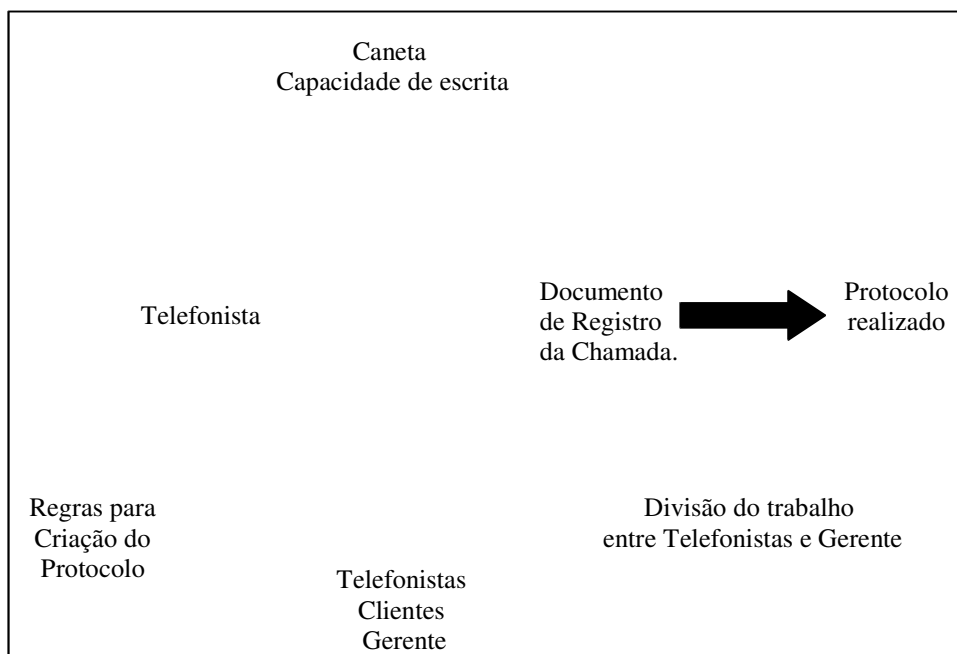 Caneta
Capacidade de escrita
Telefonista
Documento
de Registro
da Chamada.
Protocolo
realizado
Regras para
Criação do
Protocolo
Telefonistas
Clientes
Gerente
Divisão do trabalho
entre Telefonistas e Gerente